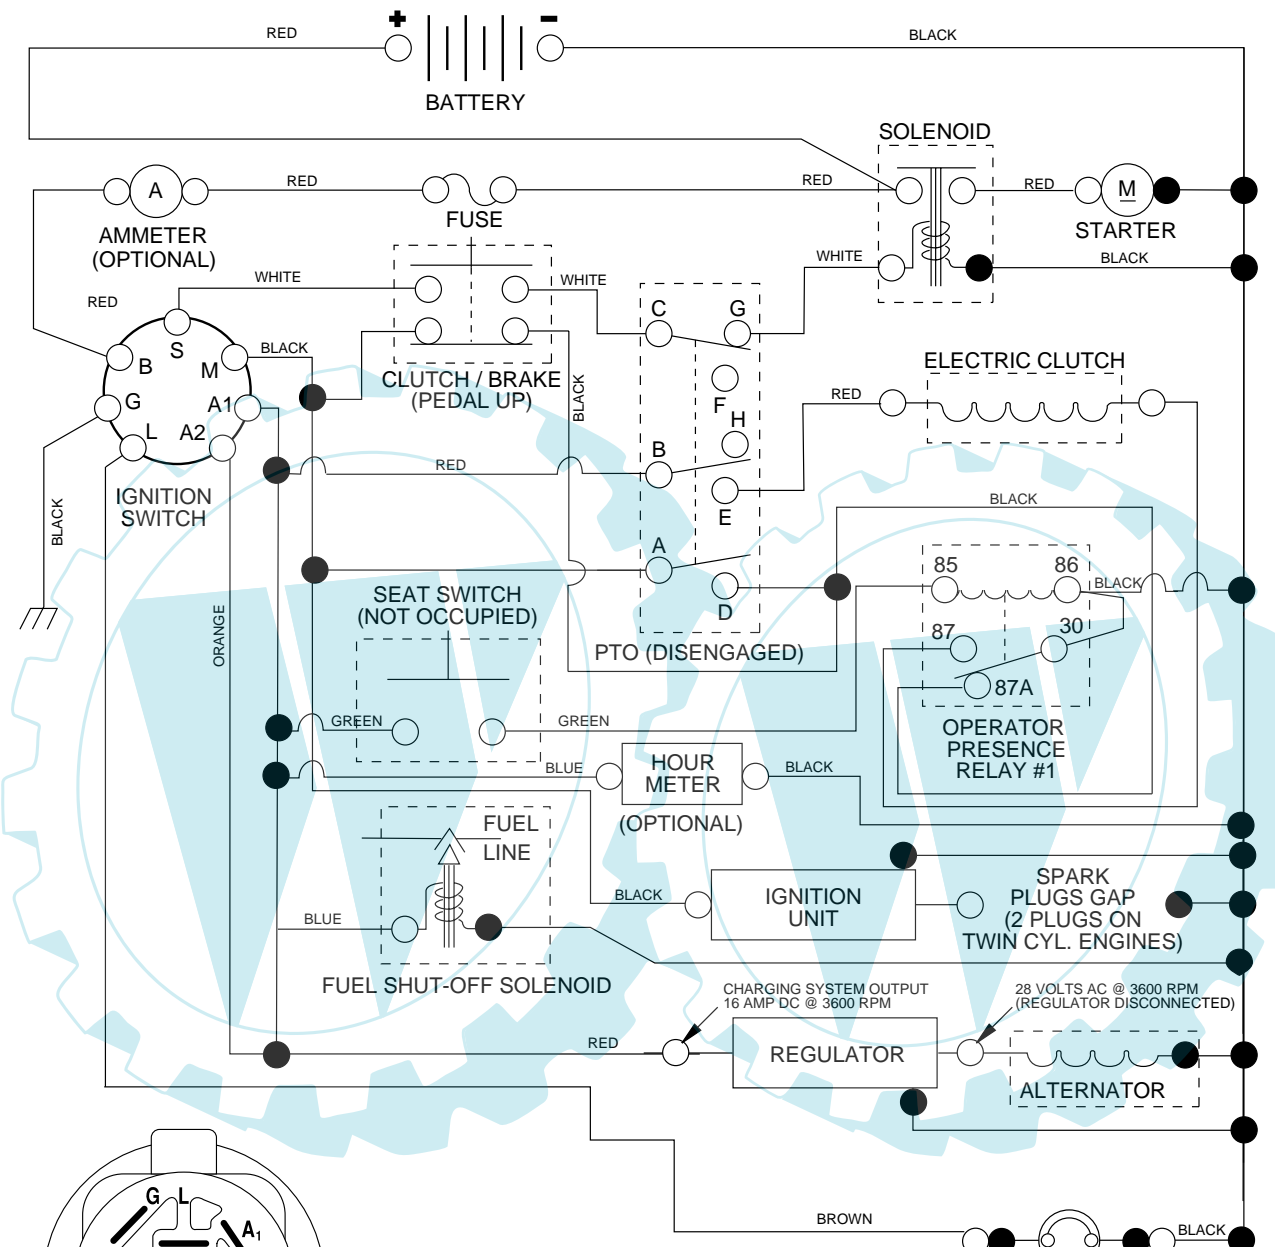 RED
+
-
BLACK
BATTERY
SOLENOID
A
RED
RED
RED
M
FUSE
STARTER
AMMETER
(OPTIONAL)
WHITE
WHITE
WHITE
BLACK
RED
C
G
S
B
M
BLACK
CLUTCH / BRAKE
(PEDAL UP)
BLACK
ELECTRIC CLUTCH
RED
G
A1
F
H
L
A2
B
RED
IGNITION
SWITCH
E
BLACK
BLACK
A
85
86
BLACK
SEAT SWITCH
(NOT OCCUPIED)
D
ORANGE
87
30
PTO (DISENGAGED)
87A
GREEN
GREEN
OPERATOR
PRESENCE
RELAY #1
BLUE
HOUR
METER
BLACK
(OPTIONAL)
FUEL
LINE
BLACK
IGNITION
UNIT
SPARK
PLUGS GAP
(2 PLUGS ON
TWIN CYL. ENGINES)
BLUE
FUEL SHUT-OFF SOLENOID
CHARGING SYSTEM OUTPUT
16 AMP DC @ 3600 RPM
28 VOLTS AC @ 3600 RPM
(REGULATOR DISCONNECTED)
RED
REGULATOR
ALTERNATOR
G
L
A1
BROWN
BLACK